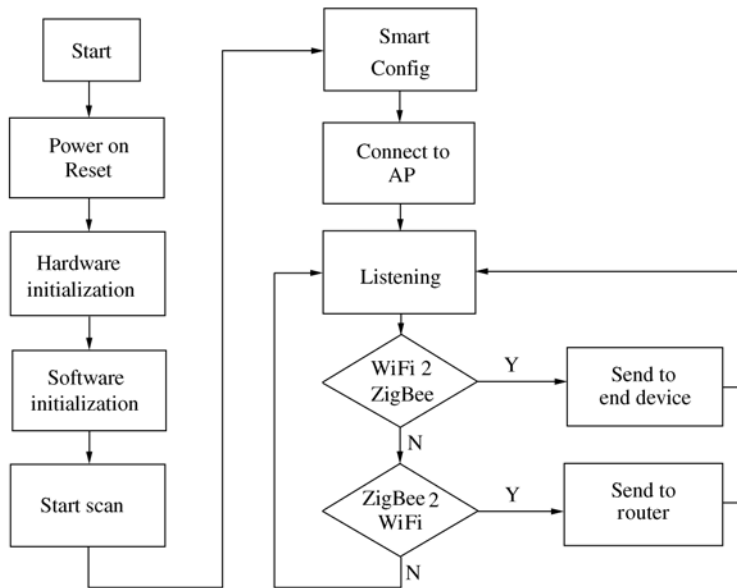 Start
Power on
Reset
Hardware
initialization
Software
initialization
Start scan
Smart
Config
Connect to
AP
Listening
WiFi 2
ZigBee
Y
Send to
end device
N
ZigBee 2
WiFi
Y
Send to
router
N